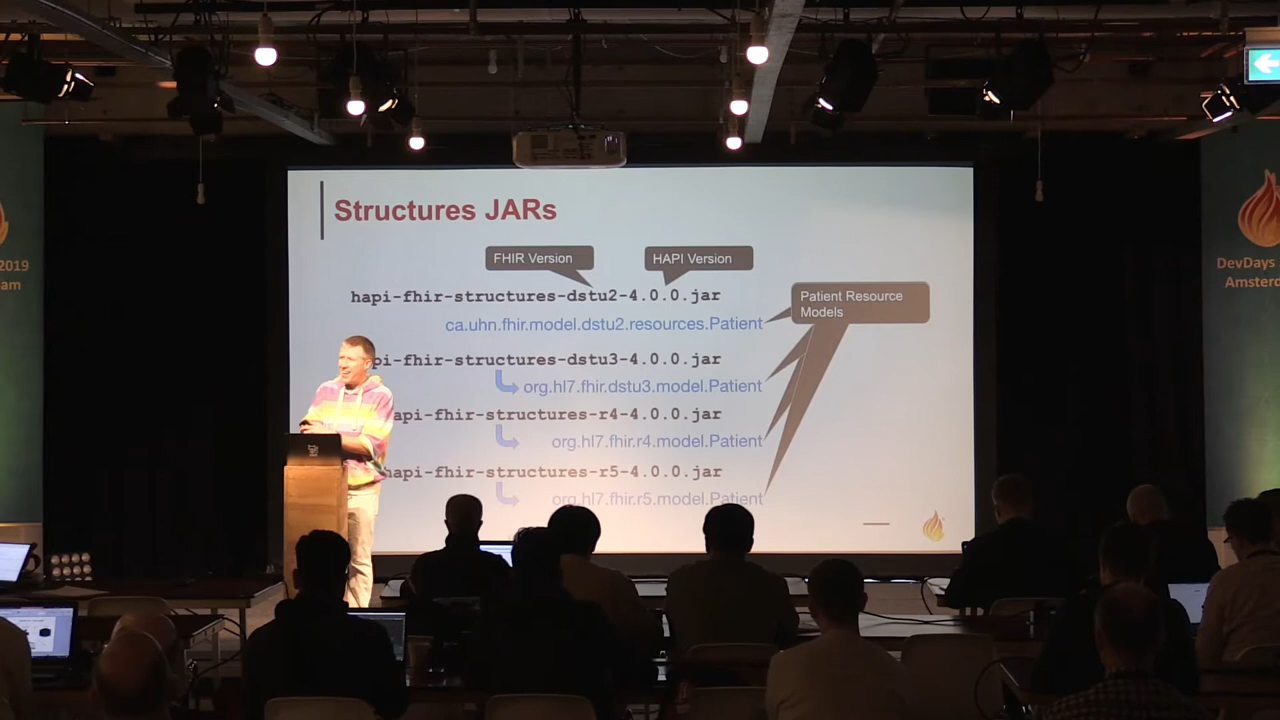 Structures JARs
FHIR Version
HAPI Version
hapi-fhir-structures-dstu2-4.0.0.jar
Patient Resource
Models
ca.uhn.fhir.model.dstu2.resources.Patient
pi-fhir-structures-dstu3-4.0.0.jar
org.hl7.fhir.dstu3.model.Patient
api-fhir-structures-r4-4.0.0.jar
org.hl7.fhir.r4.model.Patient
hapi-fhir-structures-r5-4.0.0.jar
org.hl7.fhir.r5.model.Patient
2019
am
DevDays
Amsterd